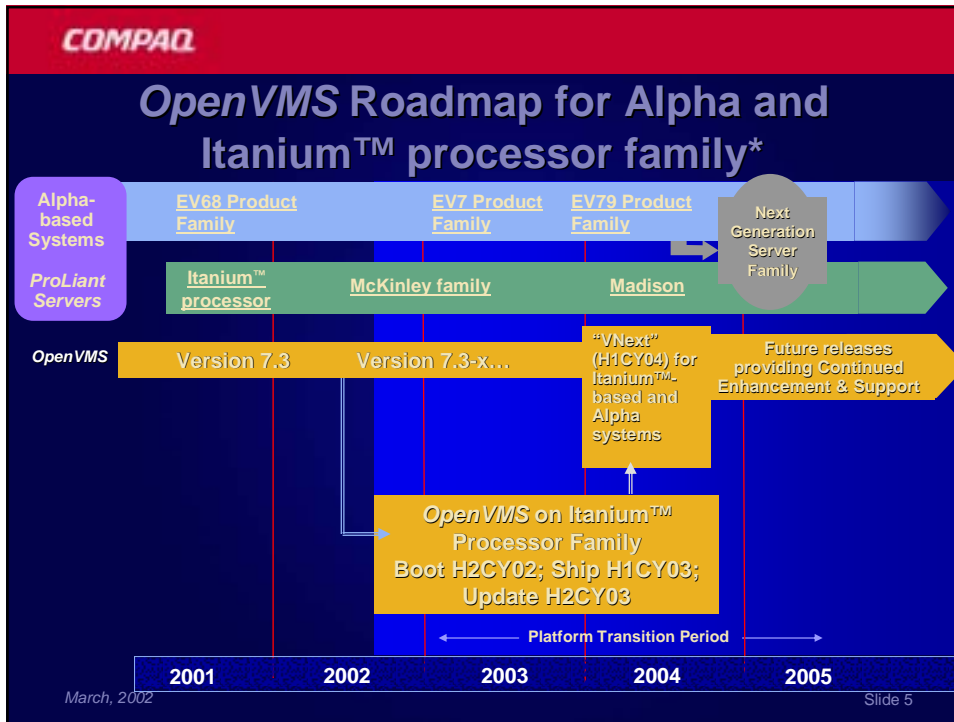 COMPAQ
OpenVMS Roadmap for Alpha and
Itanium™ processor family*
Alpha-
based
Systems
ProLiant
Servers
EV68 Product
Family
EV7 Product
Family
EV79 Product
Family
Next
Generation
Server
Family
Itanium™
processor
McKinley family
Madison
OpenVMS
Version 7.3
Version 7.3-x…
“VNext”
(H1CY04) for
Itanium™-
based and
Alpha
systems
Future releases
providing Continued
Enhancement & Support
OpenVMS on Itanium™
Processor Family
Boot H2CY02; Ship H1CY03;
Update H2CY03
Platform Transition Period
2001
2002
2003
2004
2005
March, 2002
Slide 5